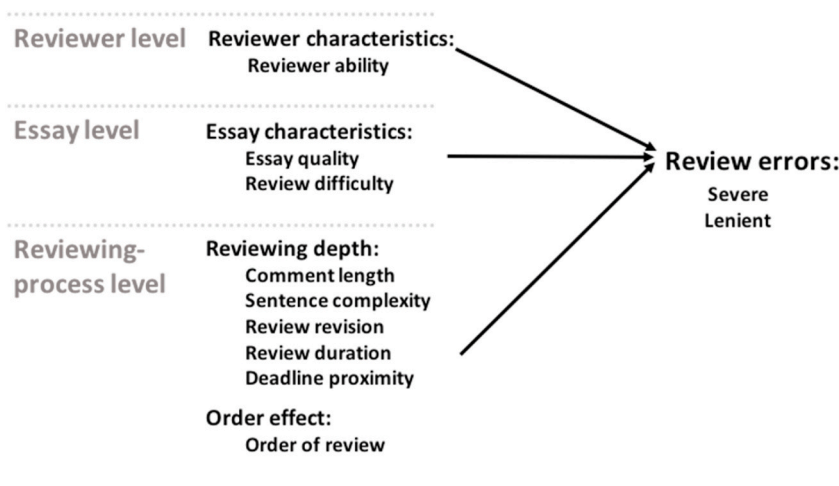 Reviewer level
Reviewer characteristics:
Reviewer ability
Essay level
Essay characteristics:
Essay quality
Review difficulty
Reviewing-
process level
Reviewing depth:
Comment length
Sentence complexity
Review revision
Review duration
Deadline proximity
Order effect:
Order of review
Review errors:
Severe
Lenient